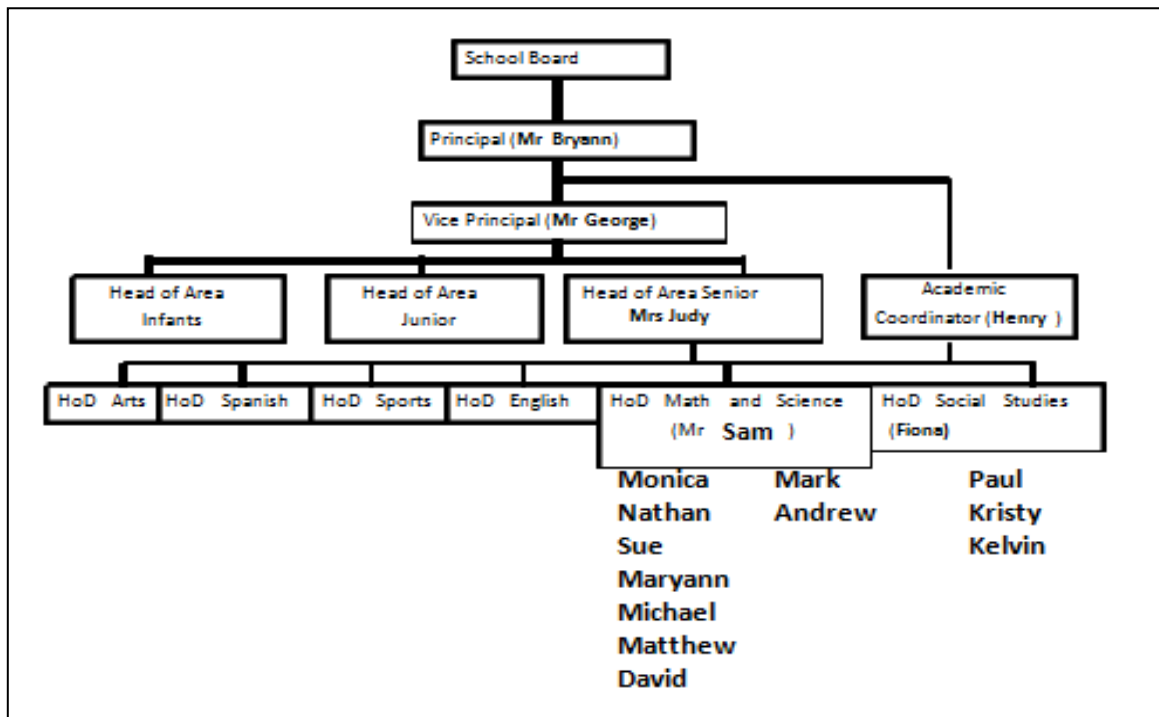 School Board
Principal (Mr Bryann)
Vice Principal (Mr George)
Head of Area
Infants
Head of Area
Junior
Head of Area Senior
Mrs Judy
Academic
Coordinator (Henry )
HoD Arts
HoD Spanish
HoD Sports
HoD English
HoD Math and Science
(Mr Sam )
HoD Social Studies
(Fiona)
Monica
Nathan
Sue
Maryann
Michael
Matthew
David
Mark
Andrew
Paul
Kristy
Kelvin